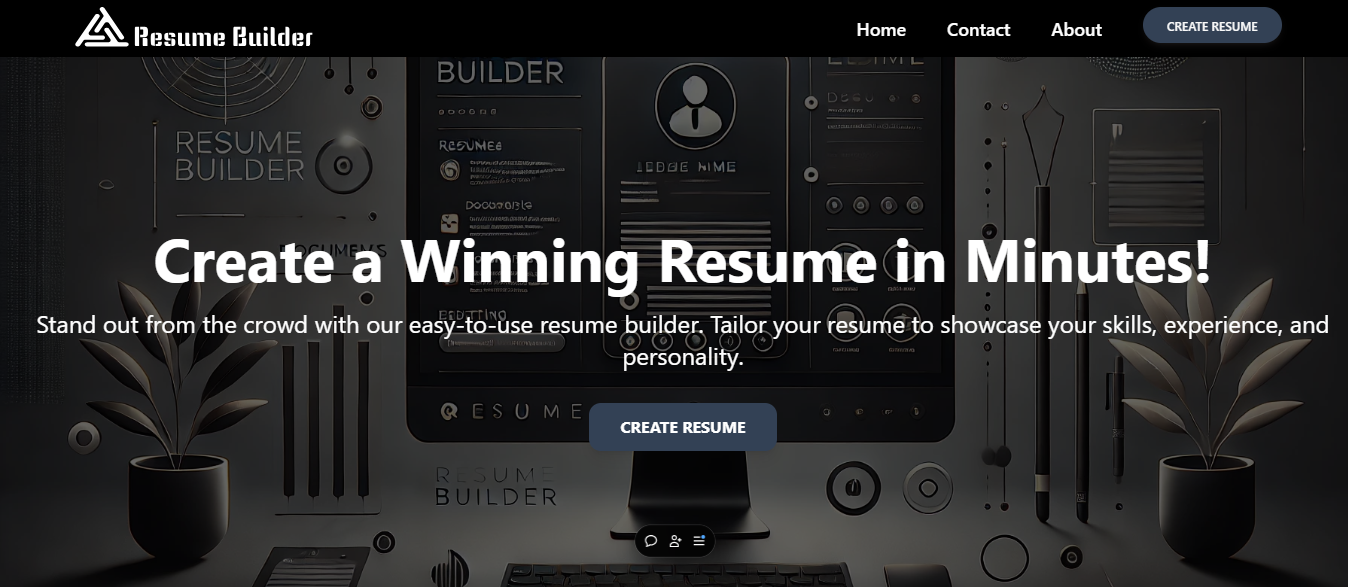 Resume Builder
Home Contact About CREATE RESUME
BUILDER
RESUME
BUILDER
DOCUMENTS
Create a Winning Resume in Minutes!
Stand out from the crowd with our easy-to-use resume builder. Tailor your resume to showcase your skills, experience, and
personality.
ESUME
CREATE RESUME
RESUME
BUILDER